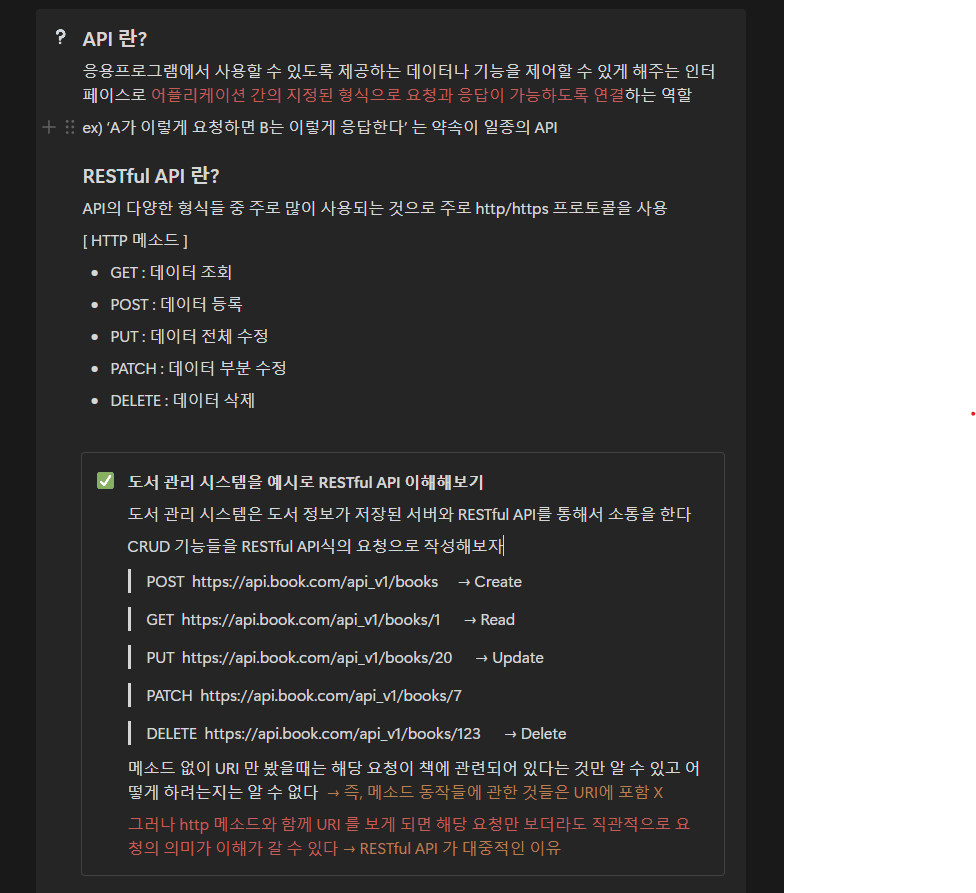 ? API 란?
응용프로그램에서 사용할 수 있도록 제공하는 데이터나 기능을 제어할 수 있게 해주는 인터
페이스로 어플리케이션 간의 지정된 형식으로 요청과 응답이 가능하도록 연결하는 역할
ex) ‘A가 이렇게 요청하면 B는 이렇게 응답한다’ 는 약속이 일종의 API
RESTful API 란?
API의 다양한 형식들 중 주로 많이 사용되는 것으로 주로 http/https 프로토콜을 사용
[ HTTP 메소드 ]
• GET : 데이터 조회
• POST : 데이터 등록
• PUT : 데이터 전체 수정
• PATCH : 데이터 부분 수정
• DELETE : 데이터 삭제
도서 관리 시스템을 예시로 RESTful API 이해해보기
도서 관리 시스템은 도서 정보가 저장된 서버와 RESTful API를 통해서 소통을 한다
CRUD 기능들을 RESTful API식의 요청으로 작성해보자
POST https://api.book.com/api_v1/books → Create
GET https://api.book.com/api_v1/books/1 → Read
PUT https://api.book.com/api_v1/books/20 → Update
PATCH https://api.book.com/api_v1/books/7
DELETE https://api.book.com/api_v1/books/123 → Delete
메소드 없이 URI 만 봤을때는 해당 요청이 책에 관련되어 있다는 것만 알 수 있고 어
떻게 하려는지는 알 수 없다 → 즉, 메소드 동작들에 관한 것들은 URI에 포함 X
그러나 http 메소드와 함께 URI 를 보게 되면 해당 요청만 보더라도 직관적으로 요
청의 의미가 이해가 갈 수 있다 → RESTful API 가 대중적인 이유